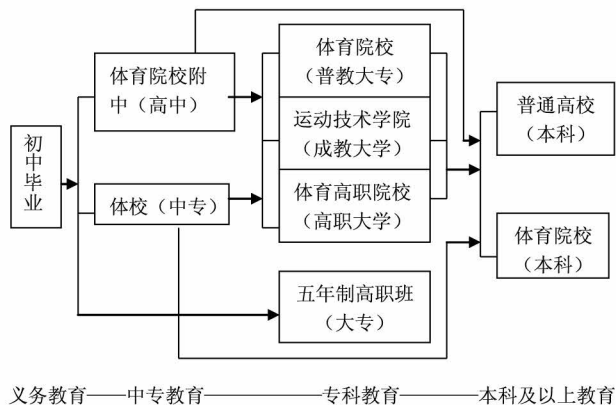 初
中
毕
业
体育院校附
中（高中）
体校（中专）
体育院校
（普教大专）
运动技术学院
（成教大学）
体育高职院校
（高职大学）
五年制高职班
（大专）
普通高校
（本科）
体育院校
（本科）
义务教育——中专教育————专科教育————本科及以上教育